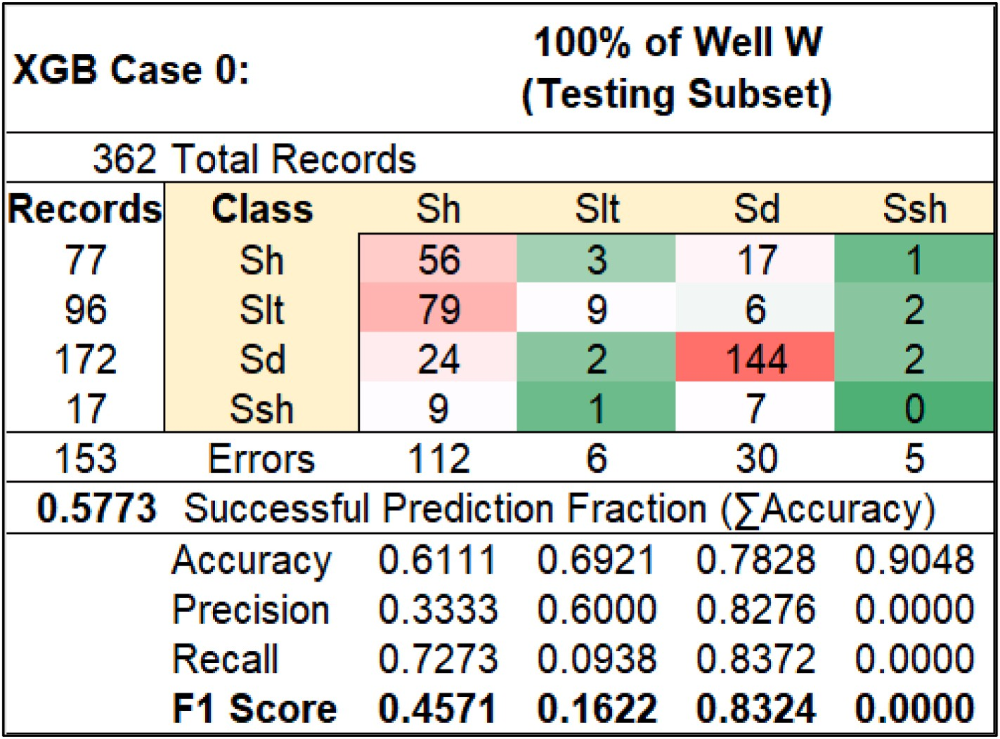 XGB Case 0:
100% of Well W
(Testing Subset)
362 Total Records
Records Class Sh Slt Sd Ssh
77 Sh 56 3 17 1
96 Slt 79 9 6 2
172 Sd 24 2 144 2
17 Ssh 9 1 7 0
153 Errors 112 6 30 5
0.5773 Successful Prediction Fraction (∑Accuracy)
Accuracy 0.6111 0.6921 0.7828 0.9048
Precision 0.3333 0.6000 0.8276 0.0000
Recall 0.7273 0.0938 0.8372 0.0000
F1 Score 0.4571 0.1622 0.8324 0.0000